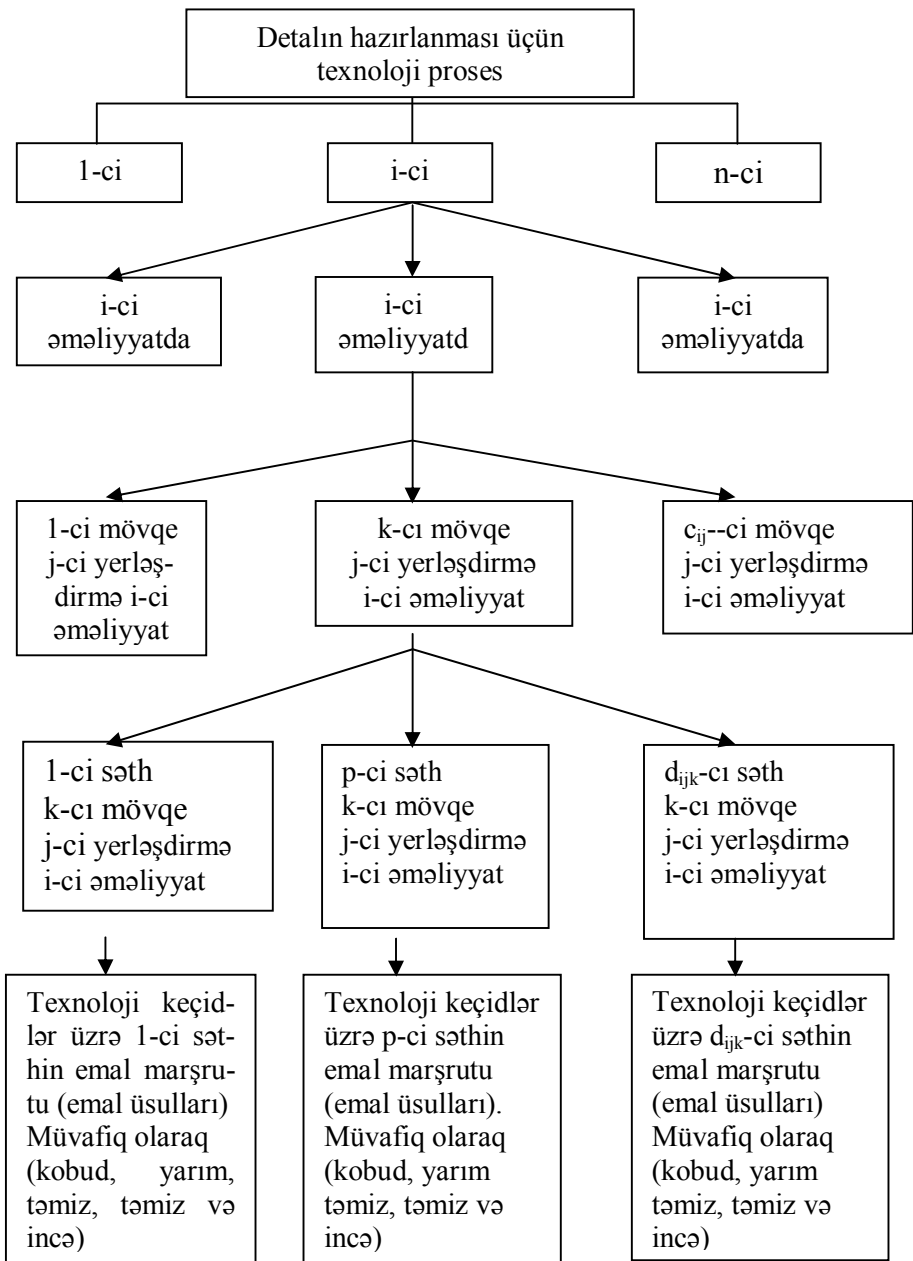 Detalın hazırlanması üçün
texnoloji proses
1-ci
i-ci
n-ci
i-ci
əməliyyatda
i-ci
əməliyyatd
i-ci
əməliyyatda
1-ci mövqe
j-ci yerləş-
dirmə i-ci
əməliyyat
k-cı mövqe
j-ci yerləşdirmə
i-ci əməliyyat
cij--ci mövqe
j-ci yerləşdirmə
i-ci əməliyyat
1-ci səth
k-cı mövqe
j-ci yerləşdirmə
i-ci əməliyyat
p-ci səth
k-cı mövqe
j-ci yerləşdirmə
i-ci əməliyyat
dijk-cı səth
k-cı mövqe
j-ci yerləşdirmə
i-ci əməliyyat
Texnoloji keçid-
lər üzrə 1-ci sət-
hin emal marşru-
tu (emal üsulları)
Müvafiq olaraq
(kobud, yarım,
təmiz, təmiz və
incə)
Texnoloji keçidlər
üzrə p-ci səthin
emal marşrutu
(emal üsulları).
Müvafiq olaraq
(kobud, yarım
təmiz, təmiz və
incə)
Texnoloji keçidlər
üzrə dijk-ci səthin
emal marşrutu
(emal üsulları)
Müvafiq olaraq
(kobud, yarım
təmiz, təmiz və
incə)